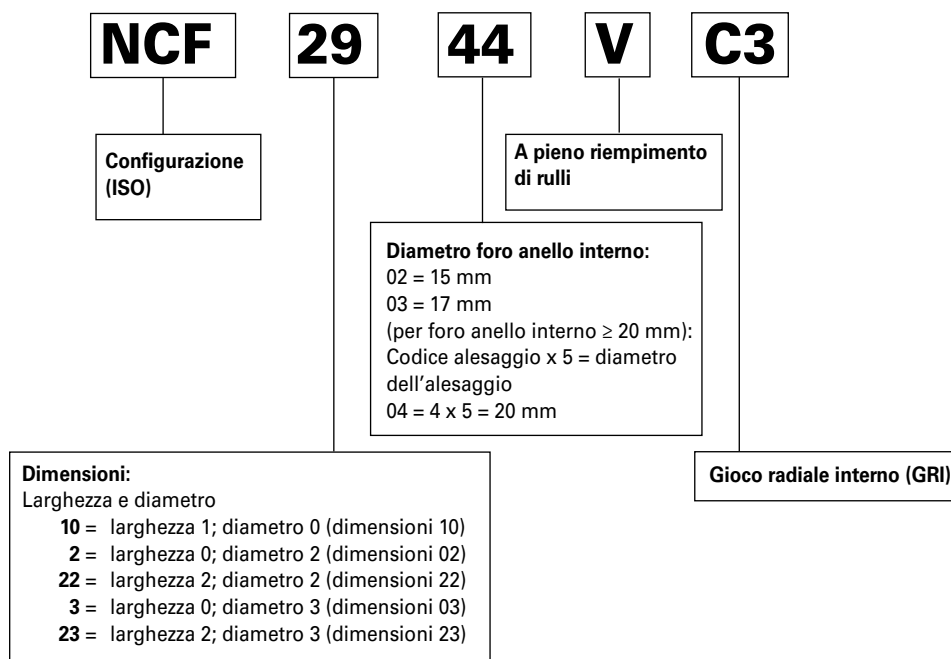 NCF 29 44 V C3
Configurazione
(ISO)
A pieno riempimento
di rulli
Diametro foro anello interno:
02 = 15 mm
03 = 17 mm
(per foro anello interno ≥ 20 mm):
Codice alesaggio x 5 = diametro
dell'alesaggio
04 = 4 x 5 = 20 mm
Dimensioni:
Larghezza e diametro
10 = larghezza 1; diametro 0 (dimensioni 10)
2 = larghezza 0; diametro 2 (dimensioni 02)
22 = larghezza 2; diametro 2 (dimensioni 22)
3 = larghezza 0; diametro 3 (dimensioni 03)
23 = larghezza 2; diametro 3 (dimensioni 23)
Gioco radiale interno (GRI)